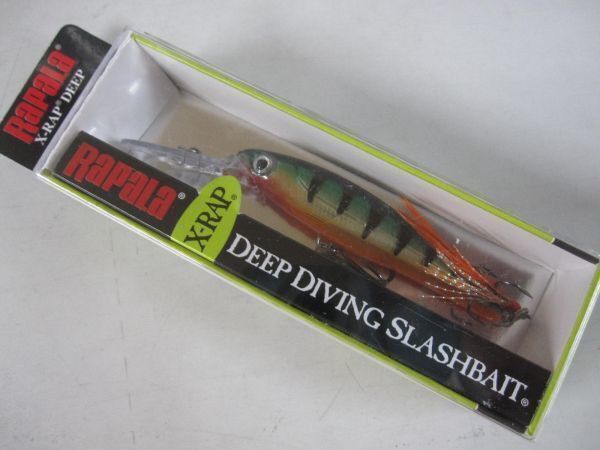 Rapala
X-RAP® DEEP
Rapala®
X-RAP®
DEEP DIVING SLASHBAIT®